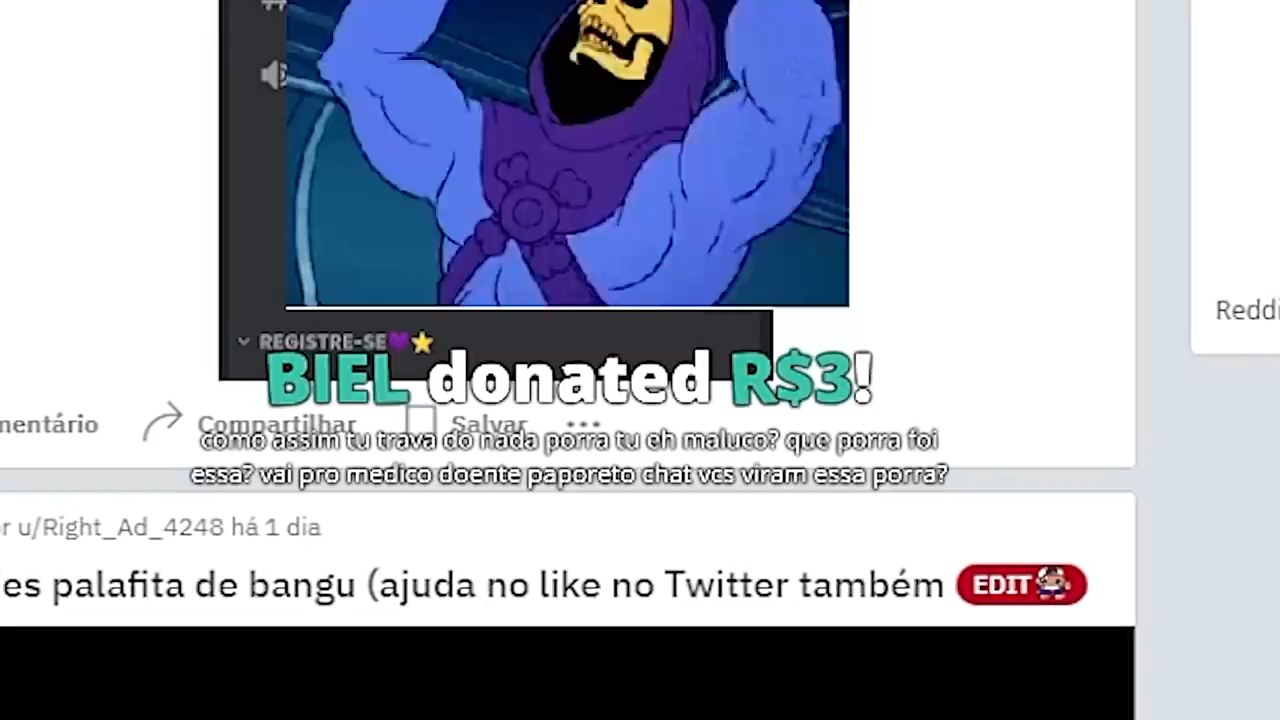 REGISTRE-SE💜⭐
BIEL donated R$3!
mentário Compartilhar Salvar ...
como assim tu trava do nada porra tu eh maluco? que porra foi
essa? vai pro medico doente paporeto chat vcs viram essa porra?
Reddi
r u/Right_Ad_4248 há 1 dia
es palafita de bangu (ajuda no like no Twitter também EDIT